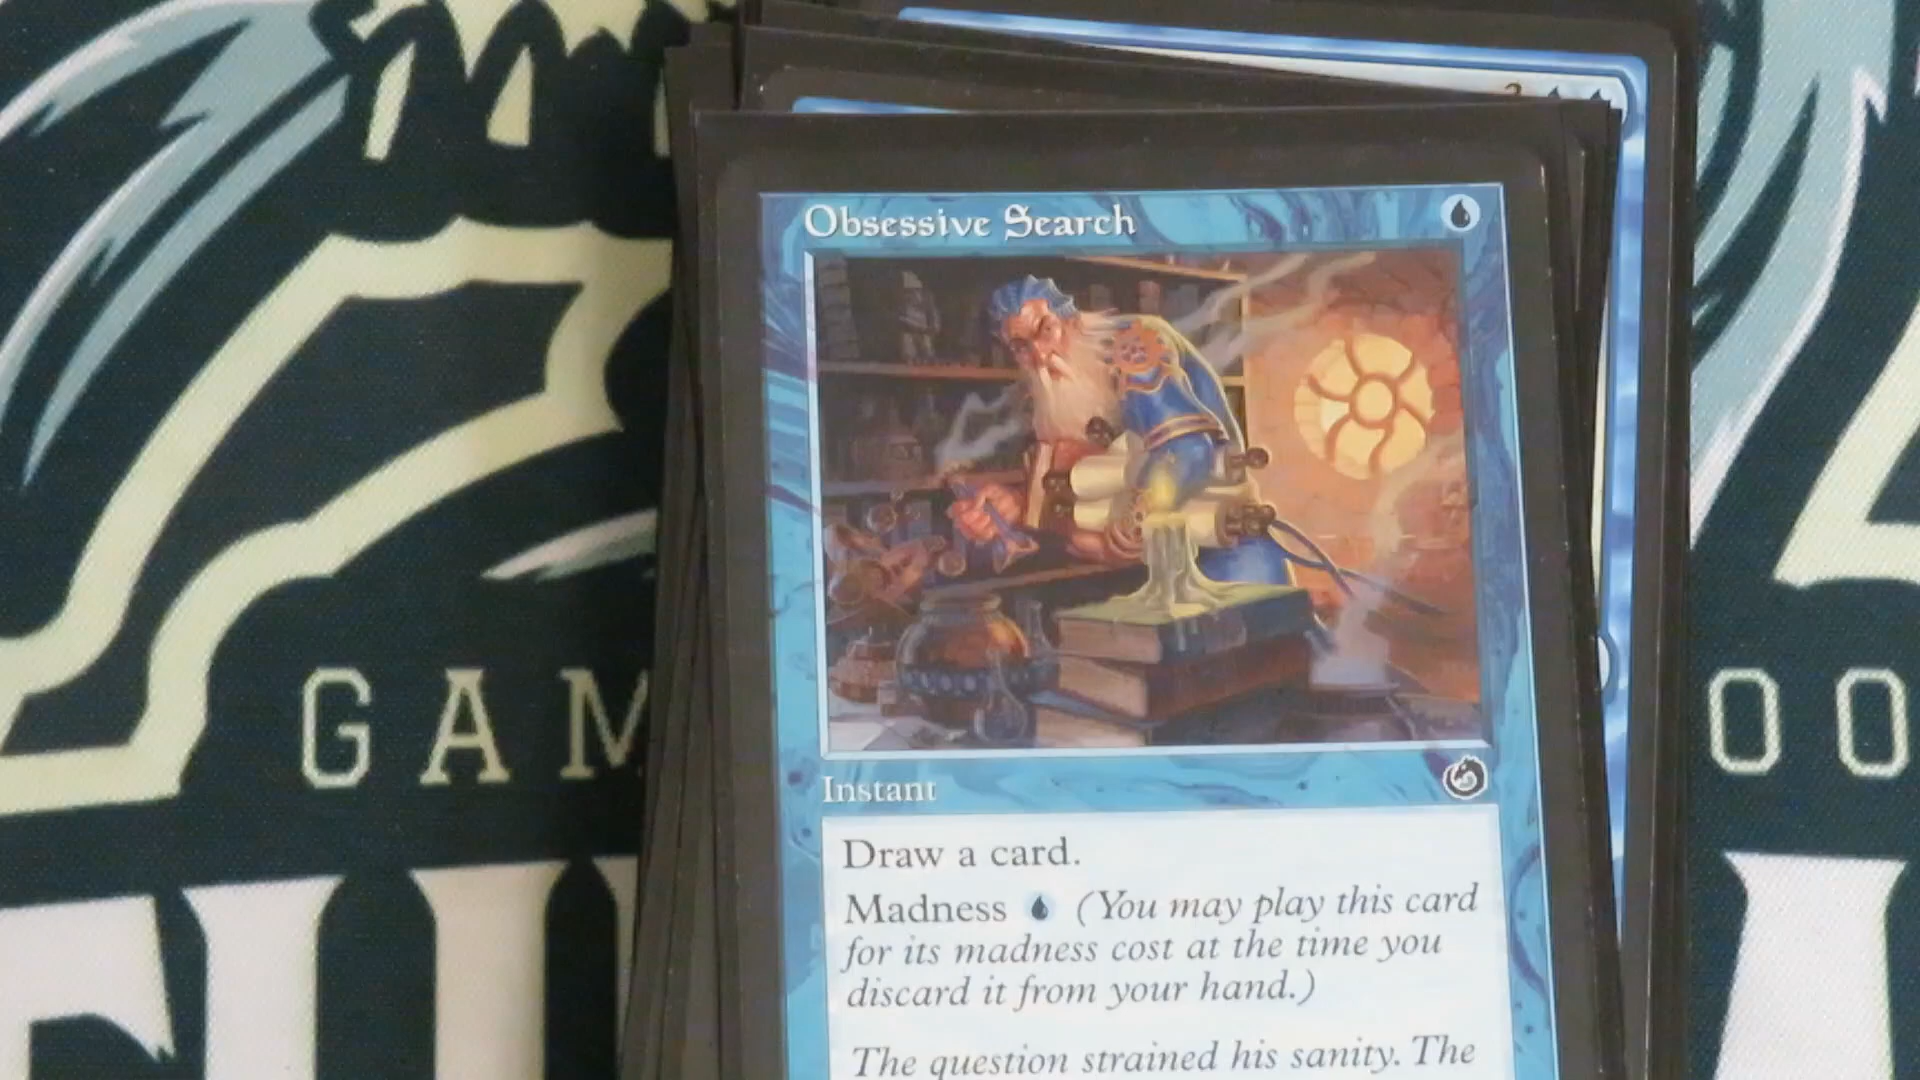 2
Obsessive Search
Instant
Draw a card.
Madness (You may play this card
for its madness cost at the time you
discard it from your hand.)
The question strained his sanity. The
GAM
OO